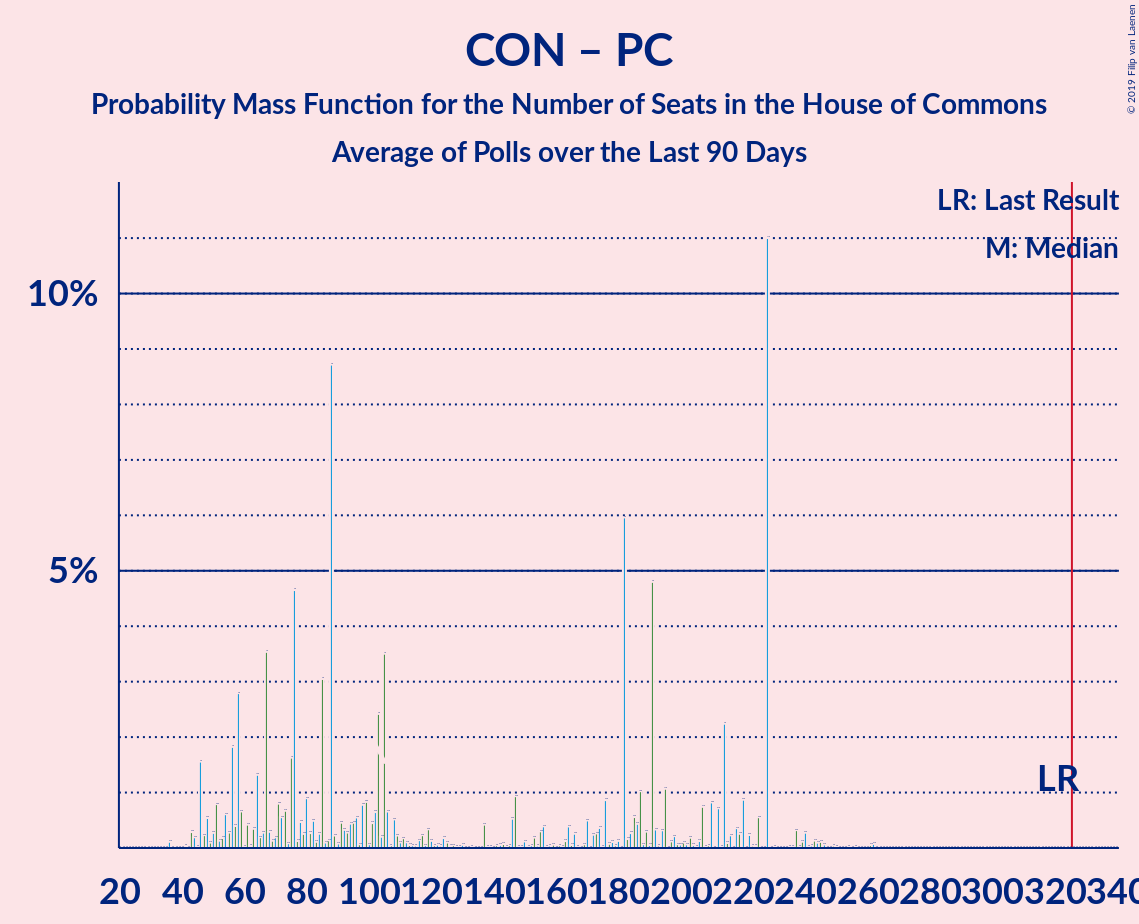 CON – PC
Probability Mass Function for the Number of Seats in the House of Commons
Average of Polls over the Last 90 Days
© 2019 Filip van Laenen
LR: Last Result
M: Median
10%
5%
LR
20 40 60 80 100 120 140 160 180 200 220 240 260 280 300 320 340